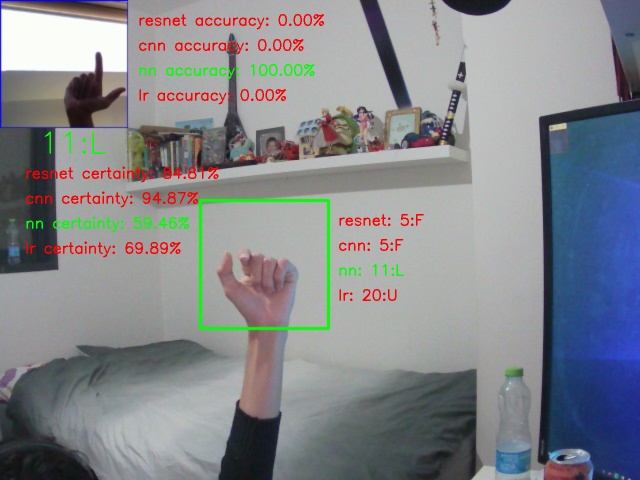 resnet accuracy: 0.00%
cnn accuracy: 0.00%
nn accuracy: 100.00%
lr accuracy: 0.00%
11:L
resnet certainty: 84.81%
cnn certainty: 94.87%
nn certainty: 59.46%
lr certainty: 69.89%
resnet: 5:F
cnn: 5:F
nn: 11:L
lr: 20:U